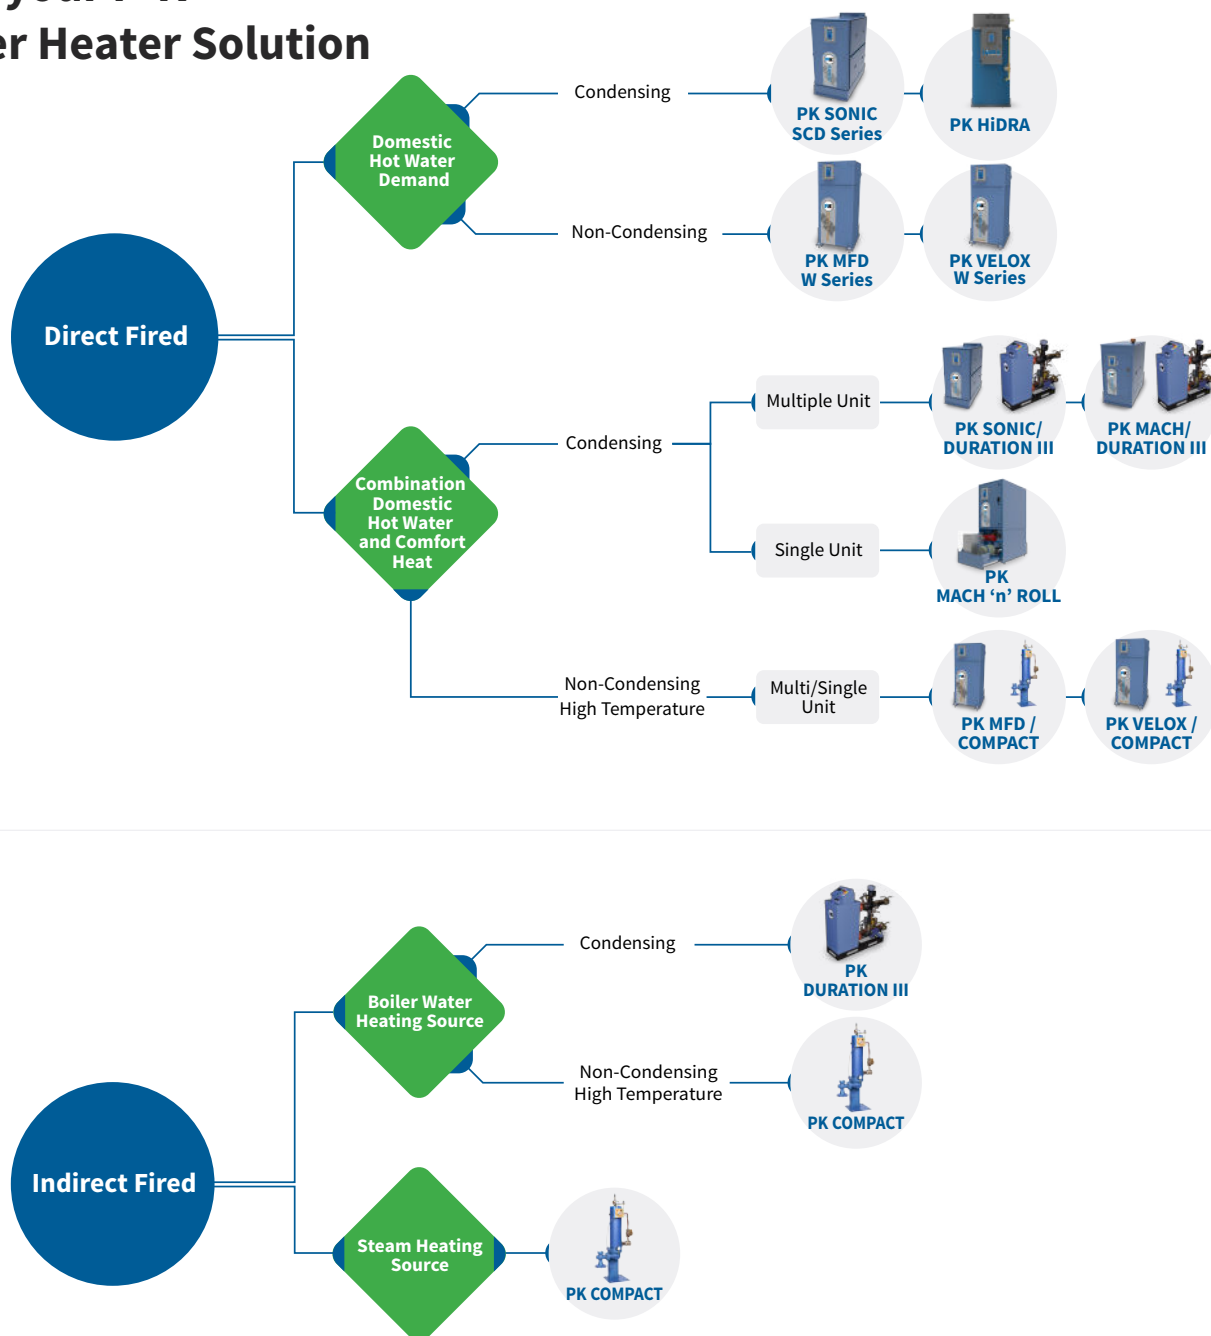 er Heater Solution
Direct Fired
Domestic
Hot Water
Demand
Condensing
PK SONIC
SCD Series
PK HiDRA
Non-Condensing
PK MFD
W Series
PK VELOX
W Series
Combination
Domestic
Hot Water
and Comfort
Heat
Condensing
Multiple Unit
PK SONIC/
DURATION III
PK MACH/
DURATION III
Single Unit
PK
MACH ‘n’ ROLL
Non-Condensing
High Temperature
Multi/Single
Unit
PK MFD /
COMPACT
PK VELOX /
COMPACT
Indirect Fired
Boiler Water
Heating Source
Condensing
PK
DURATION III
Non-Condensing
High Temperature
PK COMPACT
Steam Heating
Source
PK COMPACT